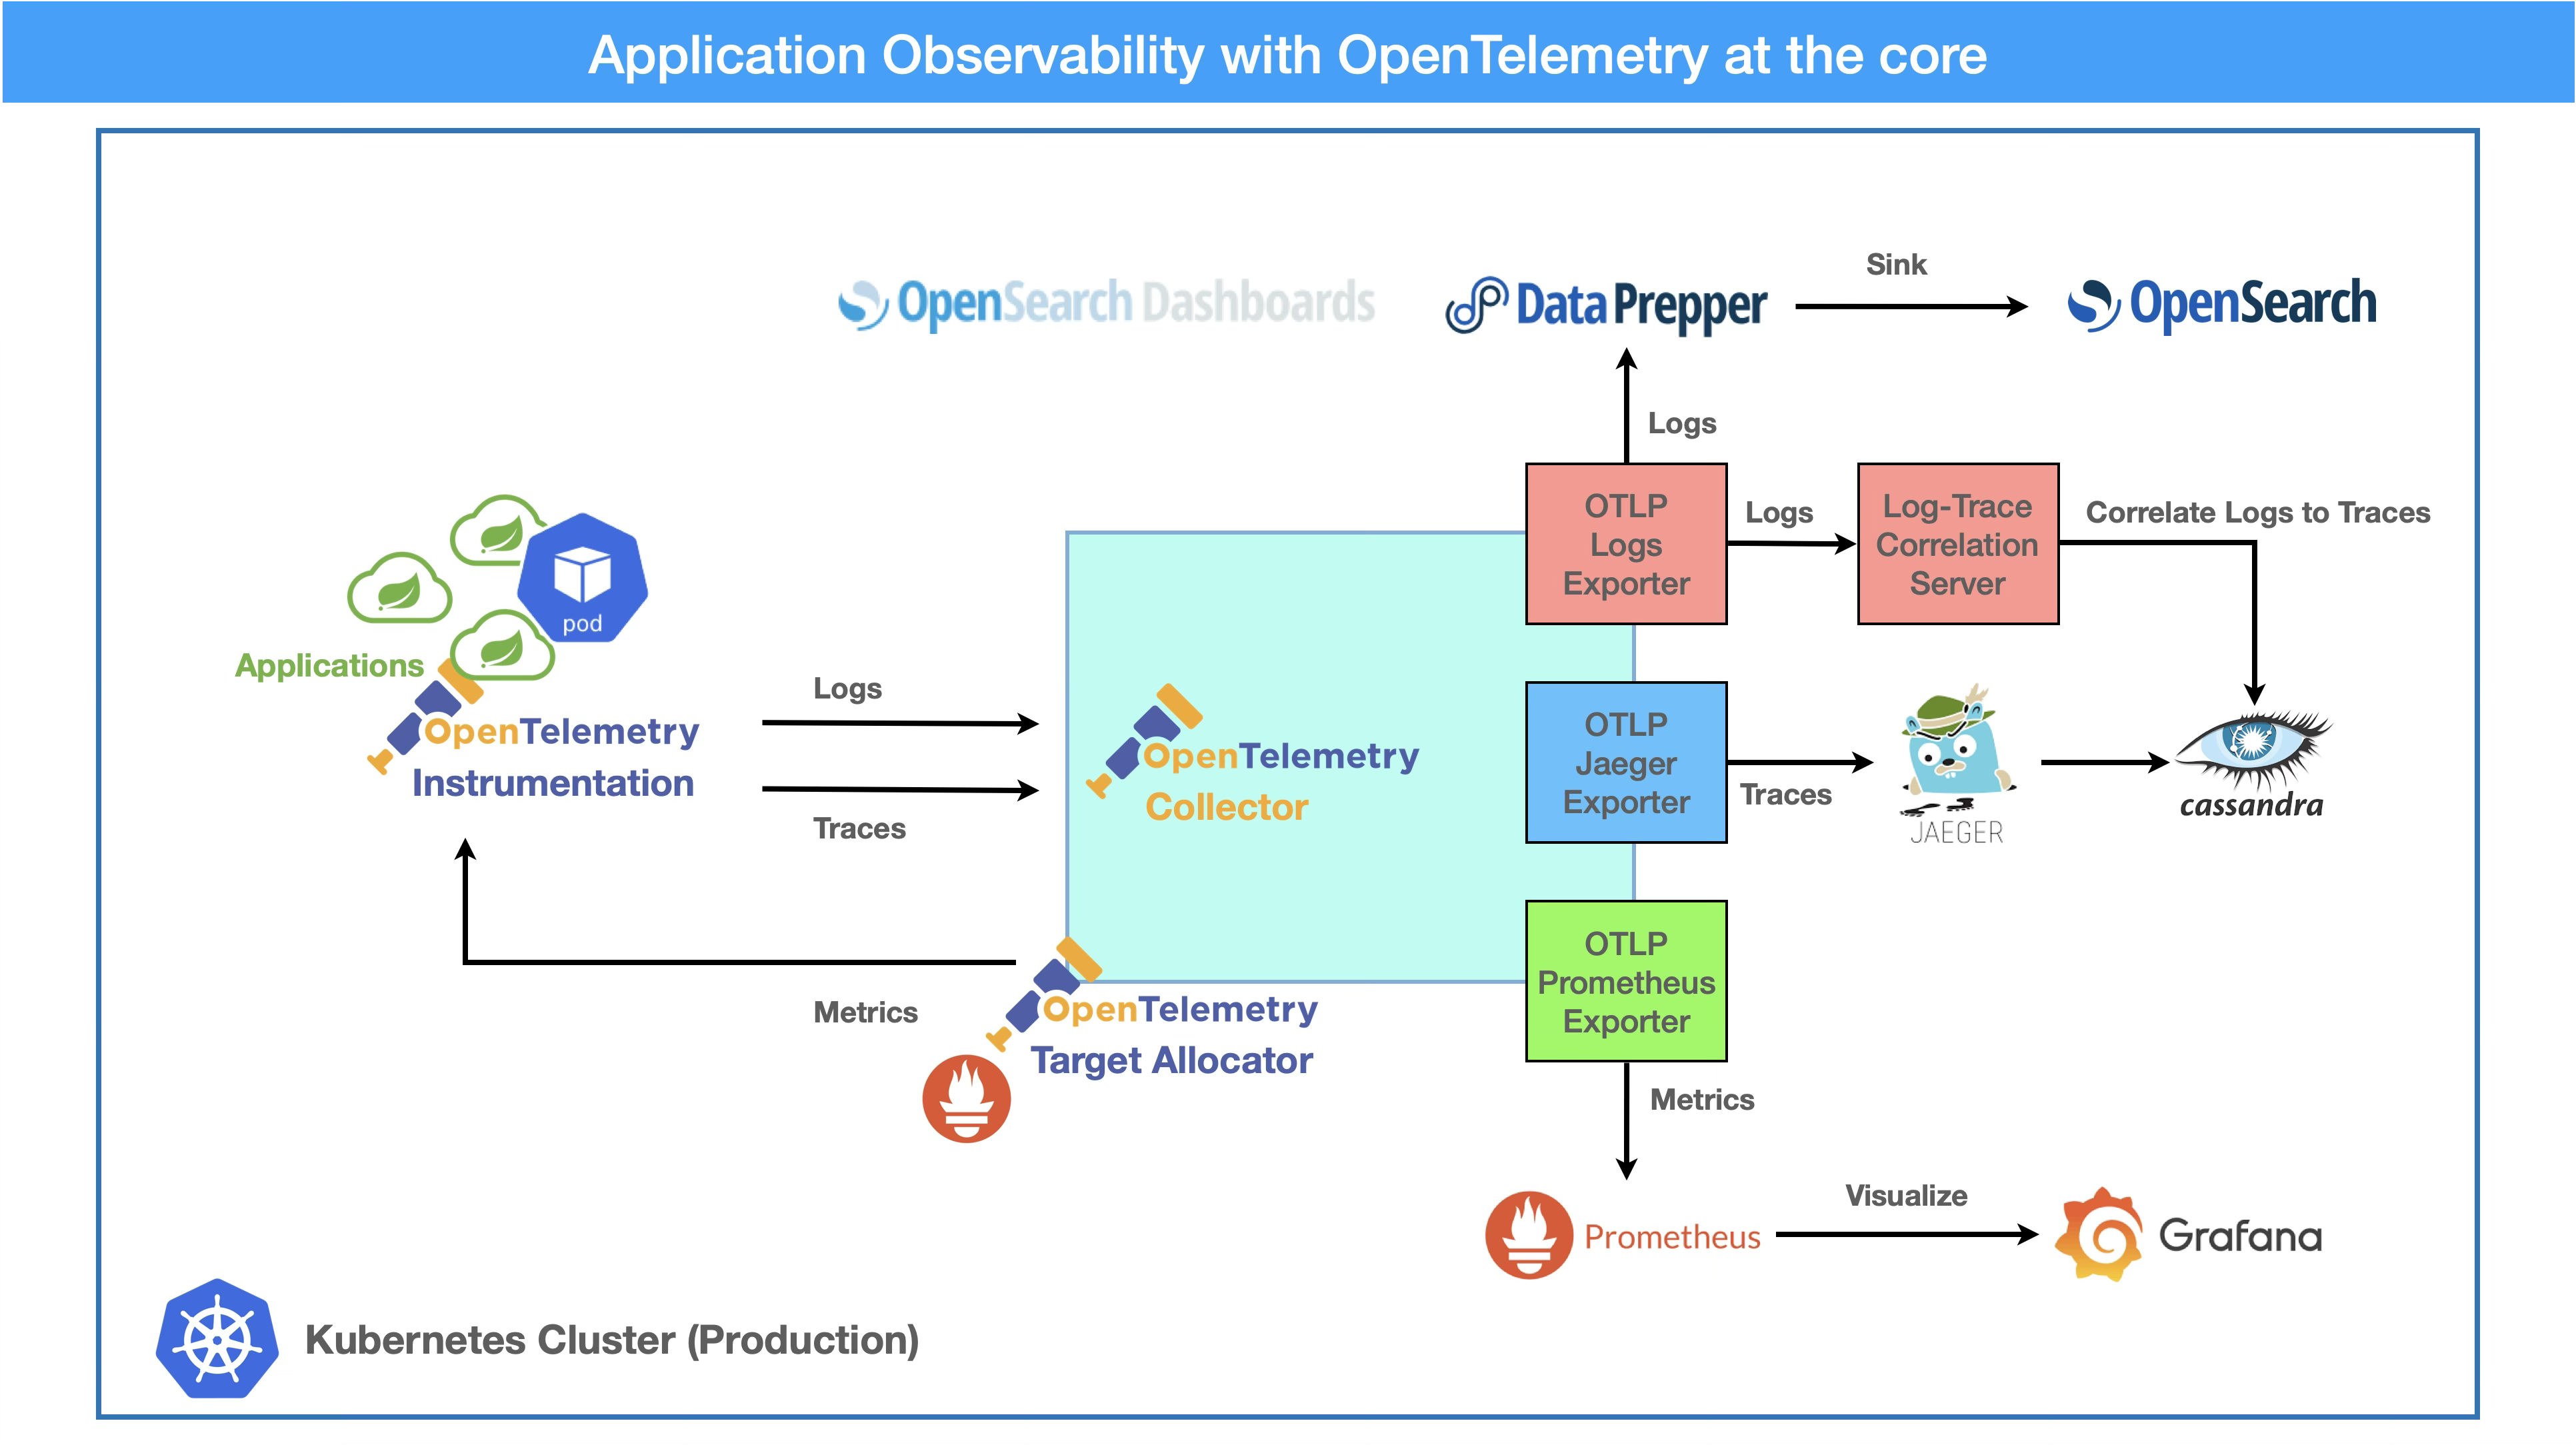 Application Observability with OpenTelemetry at the core
Sink
OpenSearch Dashboards
Data Prepper
OpenSearch
Logs
OTLP
Logs
Exporter
Logs
Log-Trace
Correlation
Server
Correlate Logs to Traces
pod
Applications
OpenTelemetry
Instrumentation
Logs
Traces
OpenTelemetry
Collector
OTLP
Jaeger
Exporter
Traces
JAEGER
cassandra
Metrics
OpenTelemetry
Target Allocator
OTLP
Prometheus
Exporter
Metrics
Prometheus
Visualize
Grafana
Kubernetes Cluster (Production)